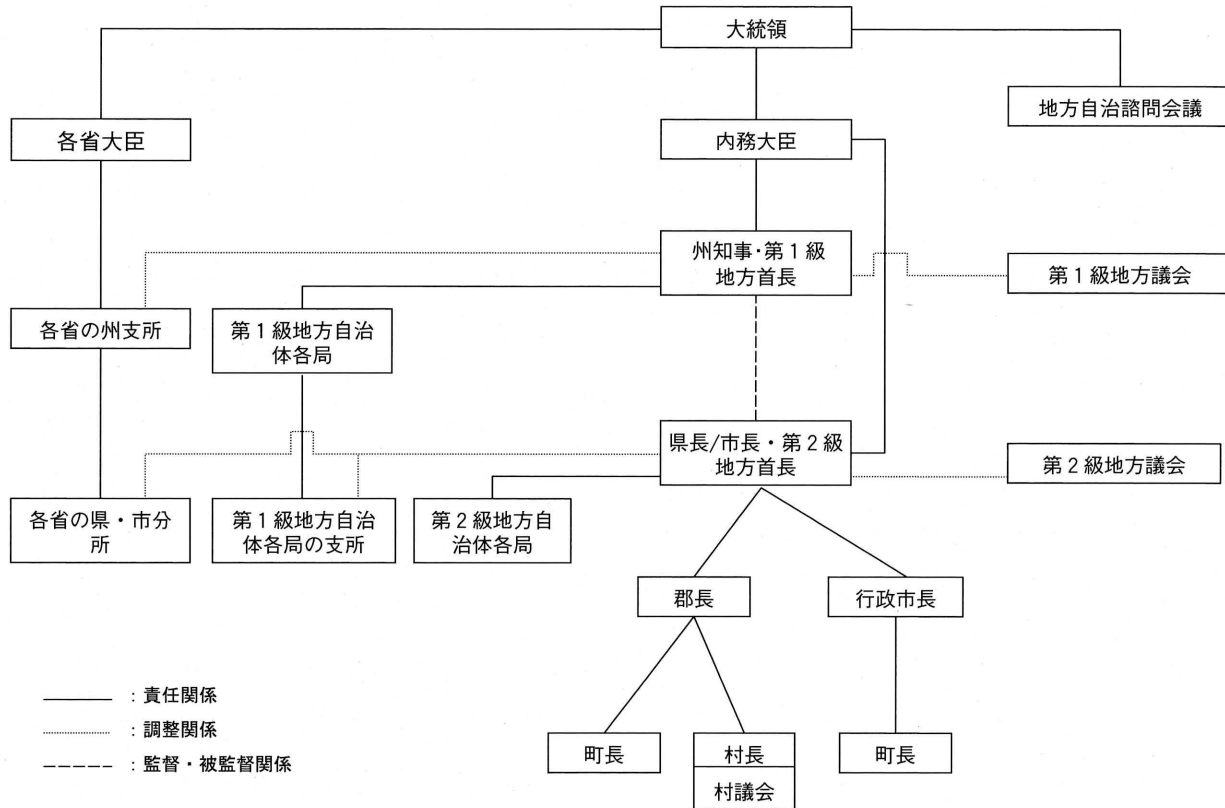 大統領
地方自治諮問会議
各省大臣
内務大臣
州知事・第１級
地方首長
第１級地方議会
各省の州支所
第１級地方自治
体各局
県長/市長・第２級
地方首長
第２級地方議会
各省の県・市分
所
第１級地方自治
体各局の支所
第２級地方自
治体各局
郡長
行政市長
：責任関係
：調整関係
：監督・被監督関係
町長
村長
村議会
町長